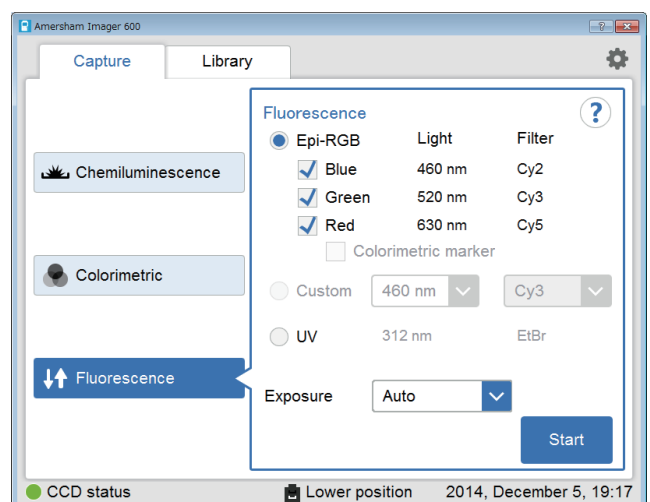 Amersham Imager 600
Capture Library
Fluorescence ?
Epi-RGB Light Filter
Blue 460 nm Cy2
Chemiluminescence
Green 520 nm Cy3
Red 630 nm Cy5
Colorimetric marker
Colorimetric
Custom 460 nm Cy3
UV 312 nm EtBr
Fluorescence
Exposure Auto
Start
CCD status Lower position 2014, December 5, 19:17